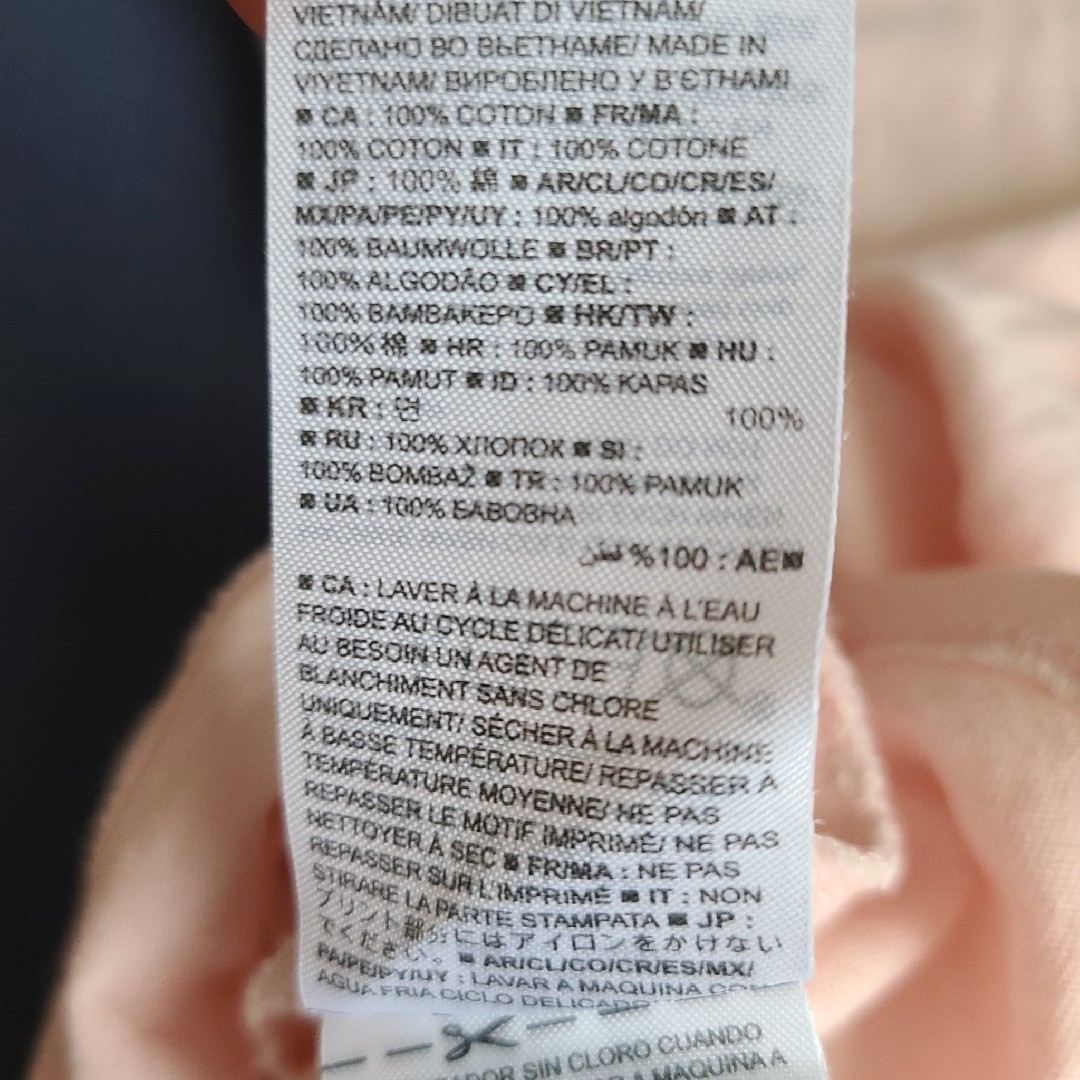 VIETNAM/ DIBUAT DI VIETNAM/
СДЕЛАНО ВО ВЬЕТНАМЕ/ MADE IN
VIYETNAM/ ВИРОБЛЕНО У В'ЄТНАМІ
■ CA : 100% COTON ■ FR/MA :
100% COTON ■ IT : 100% COTONE
■ JP : 100% 綿 ■ AR/CL/CO/CR/ES/
MX/PA/PE/PY/UY : 100% algodón ■ AT :
100% BAUMWOLLE ■ BR/PT :
100% ALGODÃO ■ CY/EL :
100% ΒΑΜΒΑΚΕΡΟ ■ HK/TW :
100% 棉 ■ HR : 100% PAMUK ■ HU :
100% PAMUT ■ ID : 100% KAPAS
■ KR : 면 100%
■ RU : 100% ХЛОПОК ■ SI :
100% BOMBAŽ ■ TR : 100% PAMUK
■ UA : 100% БАВОВНА
■AE : 100% قطن
■ CA : LAVER À LA MACHINE À L'EAU
FROIDE AU CYCLE DÉLICAT/ UTILISER
AU BESOIN UN AGENT DE
BLANCHIMENT SANS CHLORE
UNIQUEMENT/ SÉCHER À LA MACHINE
À BASSE TEMPÉRATURE/ REPASSER À
TEMPÉRATURE MOYENNE/ NE PAS
REPASSER LE MOTIF IMPRIMÉ/ NE PAS
NETTOYER À SEC ■ FR/MA : NE PAS
REPASSER SUR L'IMPRIMÉ ■ IT : NON
STIRARE LA PARTE STAMPATA ■ JP :
プリント部分にはアイロンをかけない
でください。 ■ AR/CL/CO/CR/ES/MX/
PA/PE/PY/UY : LAVAR A MAQUINA CON
AGUA FRIA CICLO DELICADO
SIN CLORO CUANDO
MAQUINA A